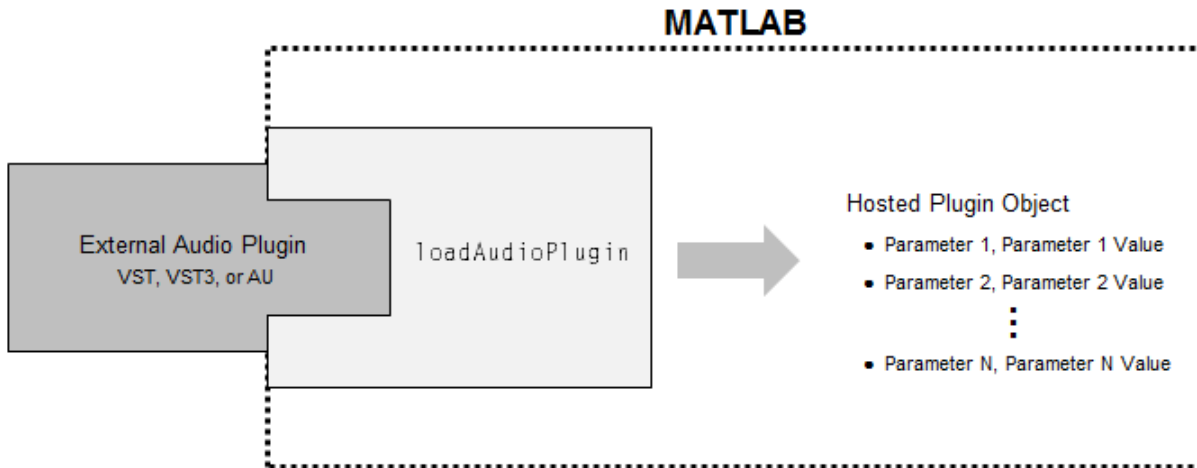 MATLAB
External Audio Plugin
VST, VST3, or AU
loadAudioPlugin
Hosted Plugin Object
• Parameter 1, Parameter 1 Value
• Parameter 2, Parameter 2 Value
⋮
• Parameter N, Parameter N Value